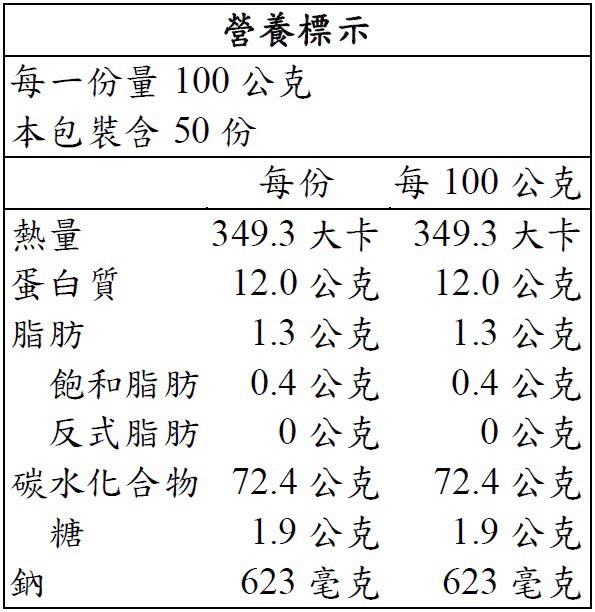 營養標示
每一份量 100 公克
本包裝含 50 份
每份 每 100 公克
熱量 349.3 大卡 349.3 大卡
蛋白質 12.0 公克 12.0 公克
脂肪 1.3 公克 1.3 公克
飽和脂肪 0.4 公克 0.4 公克
反式脂肪 0 公克 0 公克
碳水化合物 72.4 公克 72.4 公克
糖 1.9 公克 1.9 公克
鈉 623 毫克 623 毫克